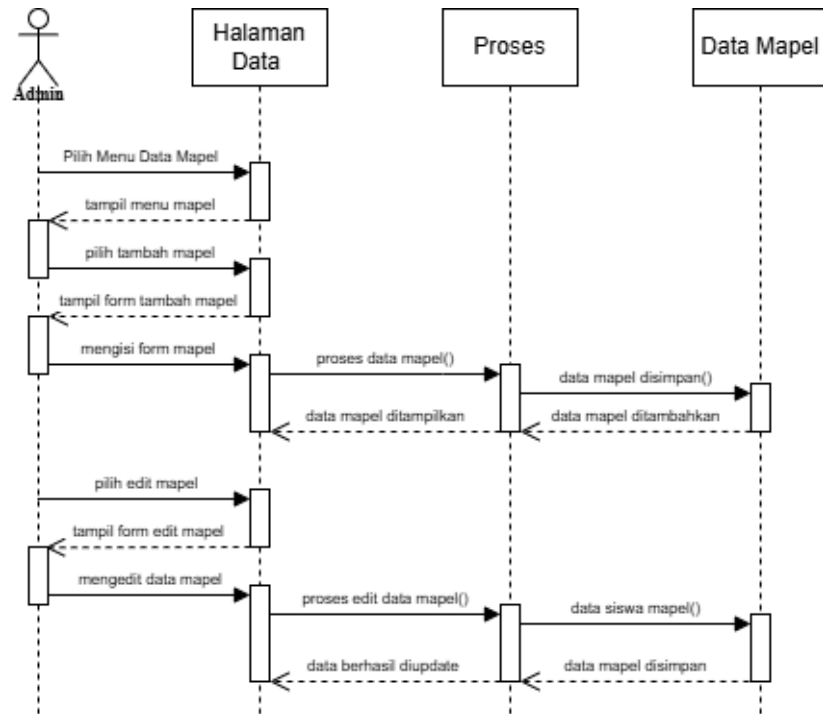 Halaman
Data
Proses
Data Mapel
Admin
Pilih Menu Data Mapel
tampil menu mapel
pilih tambah mapel
tampil form tambah mapel
mengisi form mapel
proses data mapel()
data mapel disimpan()
data mapel ditampilkan
data mapel ditambahkan
pilih edit mapel
tampil form edit mapel
mengedit data mapel
proses edit data mapel()
data siswa mapel()
data berhasil diupdate
data mapel disimpan